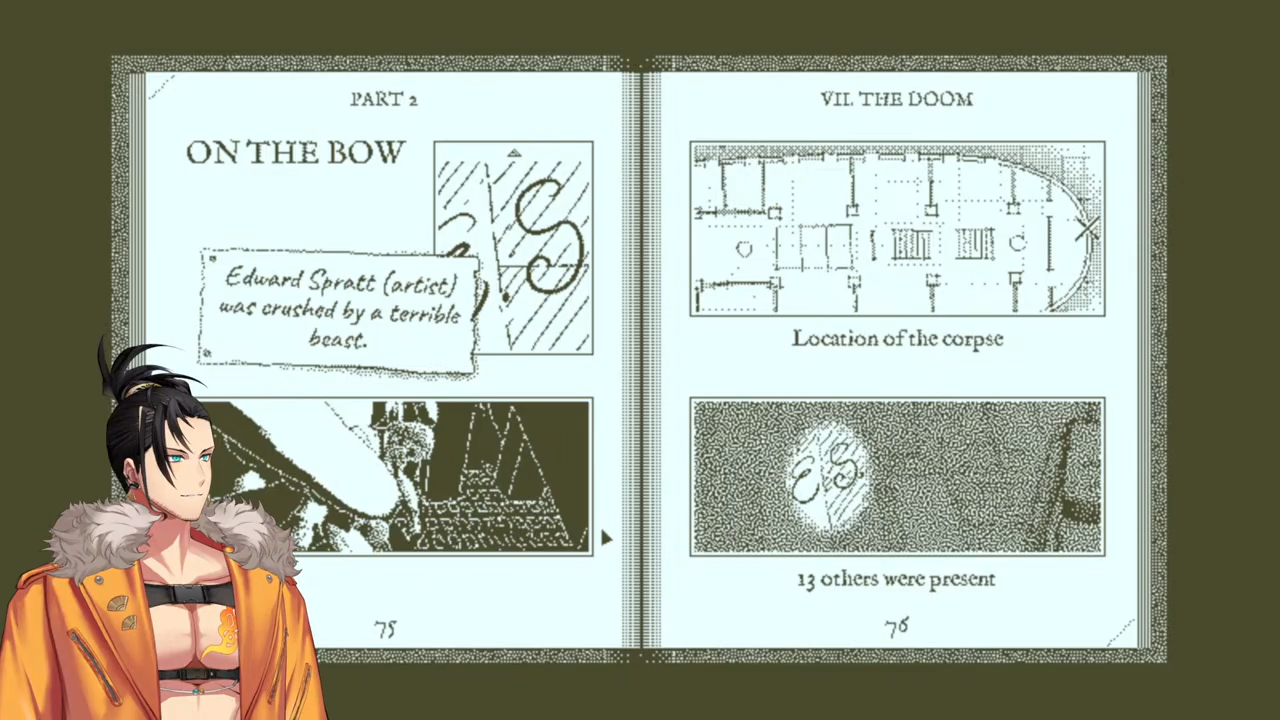 PART 2
ON THE BOW
Edward Spratt (artist)
was crushed by a terrible
beast.
75
VII. THE DOOM
Location of the corpse
E. S.
13 others were present
76